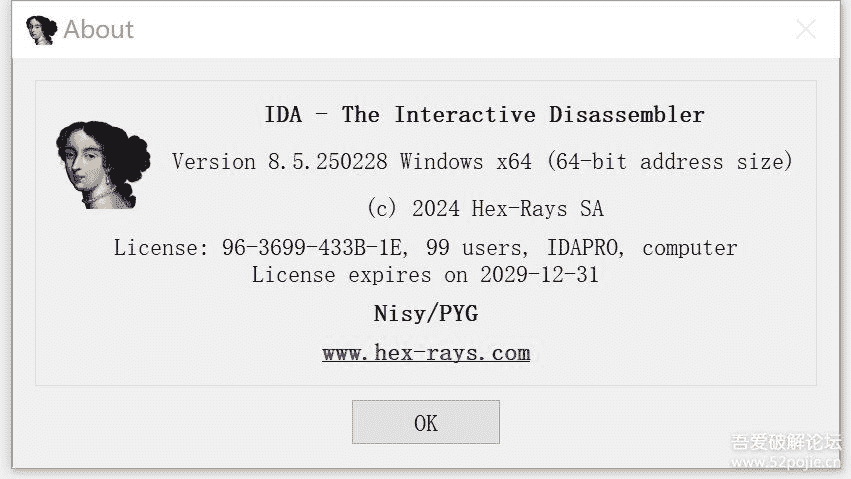 About
IDA - The Interactive Disassembler
Version 8.5.250228 Windows x64 (64-bit address size)
(c) 2024 Hex-Rays SA
License: 96-3699-433B-1E, 99 users, IDAPRO, computer
License expires on 2029-12-31
Nisy/PYG
www.hex-rays.com
OK
吾爱破解论坛
www.52pojie.cn